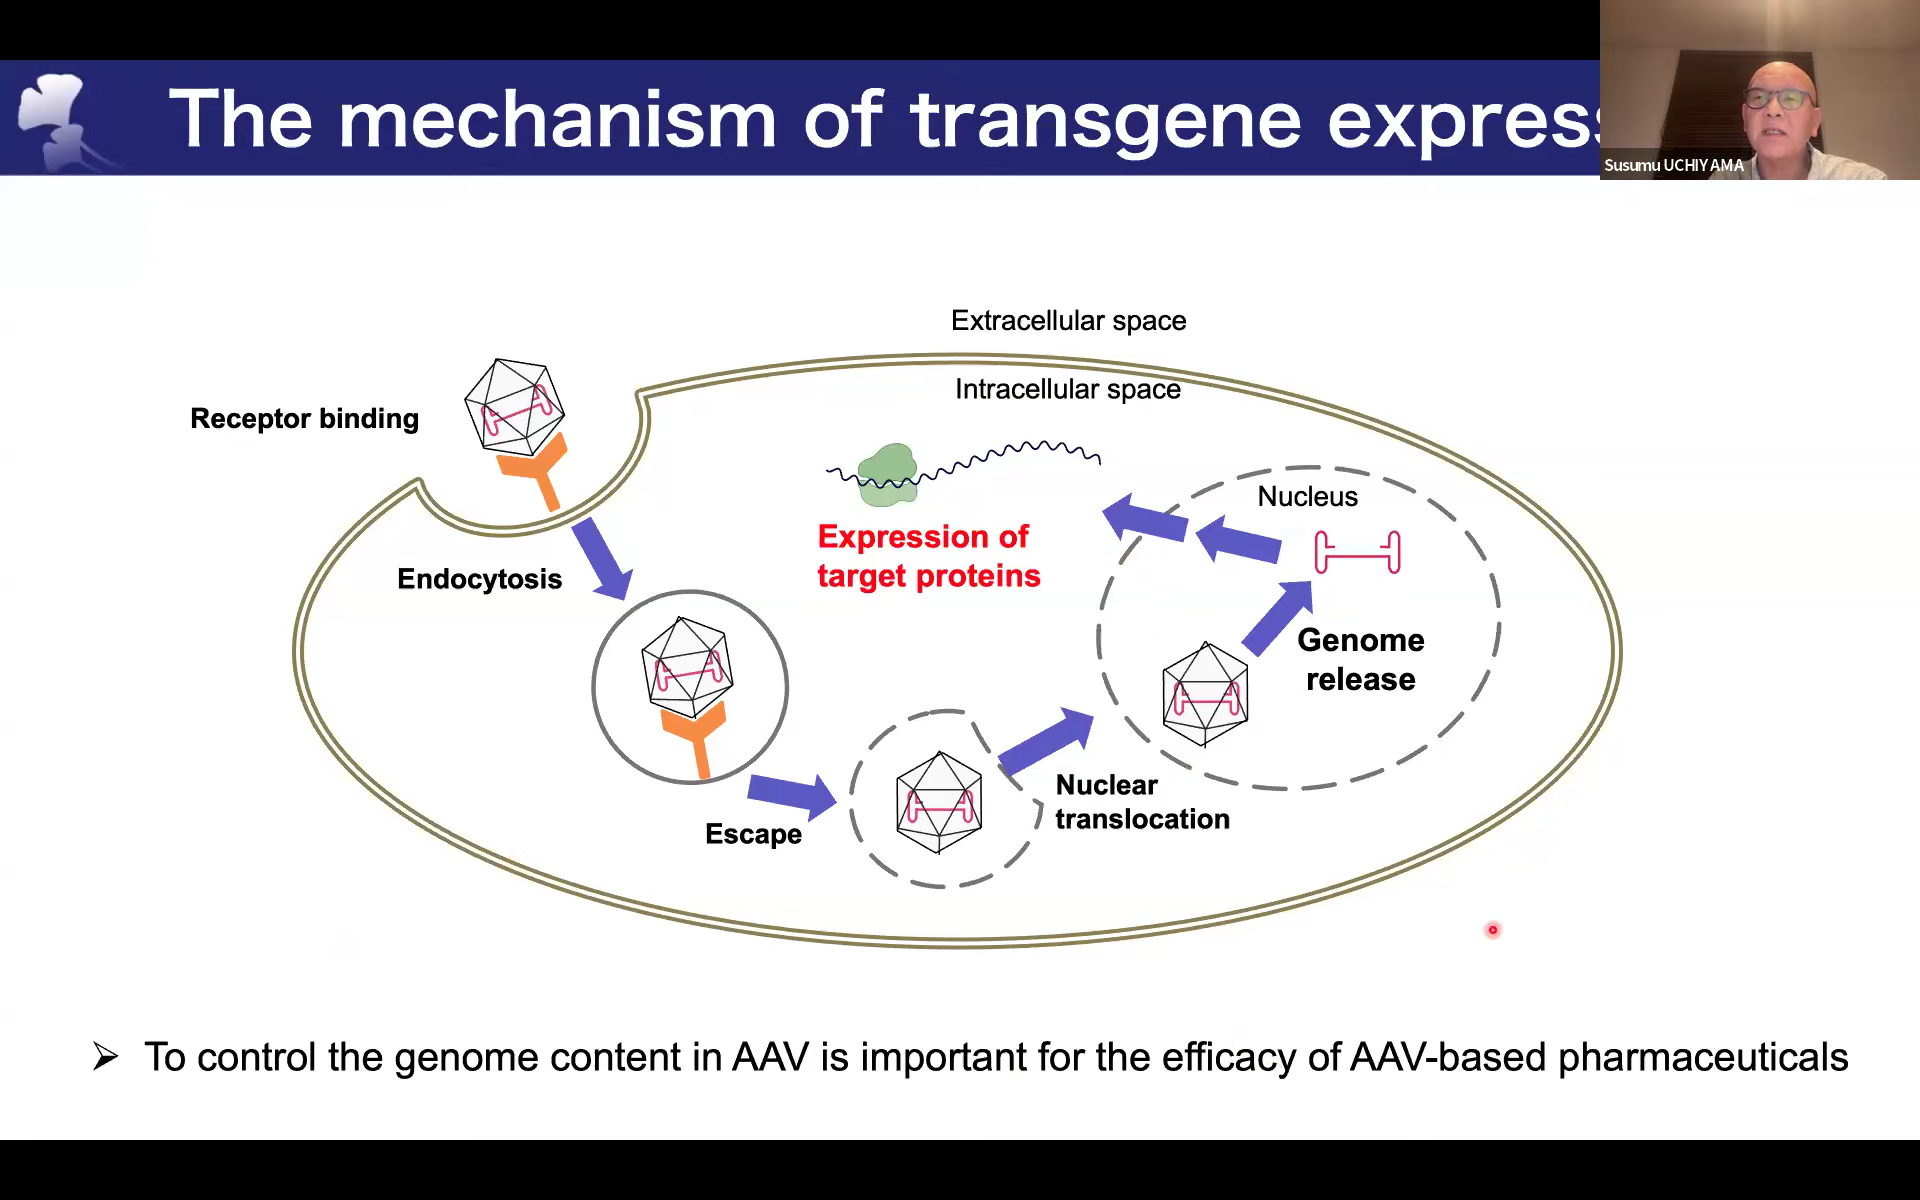 The mechanism of transgene express
Susumu UCHIYAMA
Extracellular space
Intracellular space
Receptor binding
Nucleus
Expression of
target proteins
Endocytosis
Genome
release
Nuclear
translocation
Escape
➢ To control the genome content in AAV is important for the efficacy of AAV-based pharmaceuticals